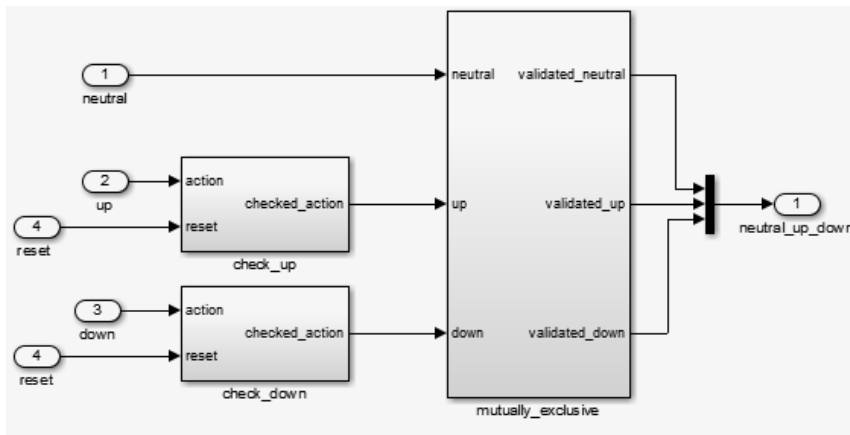 1
neutral
neutral
validated_neutral
2
up
action
checked_action
reset
4
reset
check_up
up
validated_up
1
neutral_up_down
3
down
action
checked_action
reset
4
reset
check_down
down
validated_down
mutually_exclusive